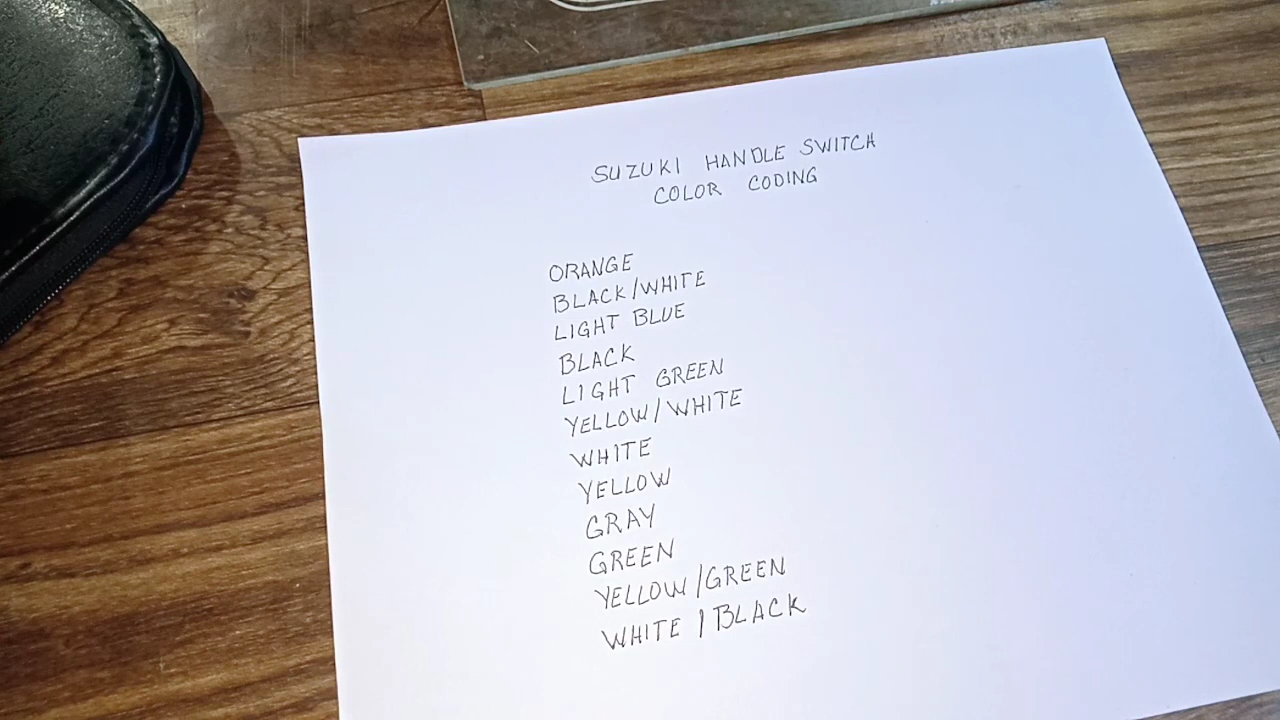 SUZUKI HANDLE SWITCH
COLOR CODING
ORANGE
BLACK/WHITE
LIGHT BLUE
BLACK
LIGHT GREEN
YELLOW/WHITE
WHITE
YELLOW
GRAY
GREEN
YELLOW/GREEN
WHITE/BLACK